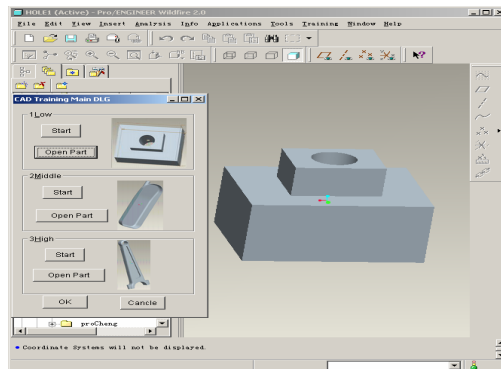 HOLE1 (Active) - Pro/ENGINEER Wildfire 2.0
File Edit View Insert Analysis Info Applications Tools Training Window Help
CAD Training Main DLG
1Low
Start
Open Part
2Middle
Start
Open Part
3High
Start
Open Part
OK
Cancle
proCheng
Coordinate Systems will not be displayed.